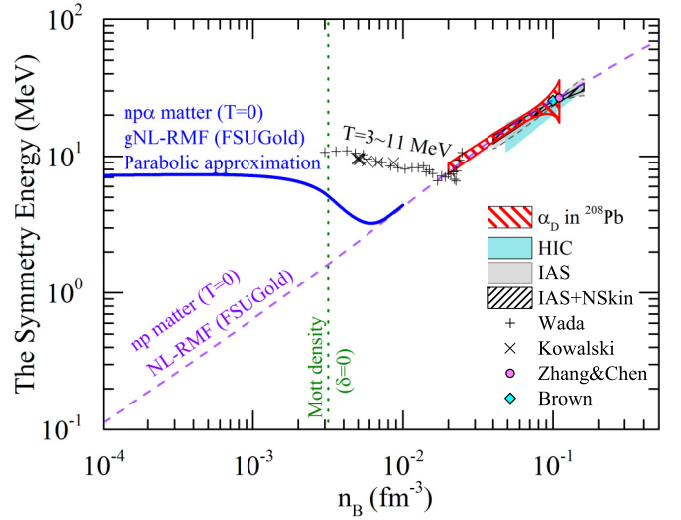 The Symmetry Energy (MeV)
10²
10¹
10⁰
10⁻¹
npα matter (T=0)
gNL-RMF (FSUGold)
Parabolic approximation
T=3~11 MeV
np matter (T=0)
NL-RMF (FSUGold)
Mott density
(δ=0)
α_D in ²⁰⁸Pb
HIC
IAS
IAS+NSkin
Wada
Kowalski
Zhang&Chen
Brown
10⁻⁴
10⁻³
10⁻²
10⁻¹
n_B (fm⁻³)